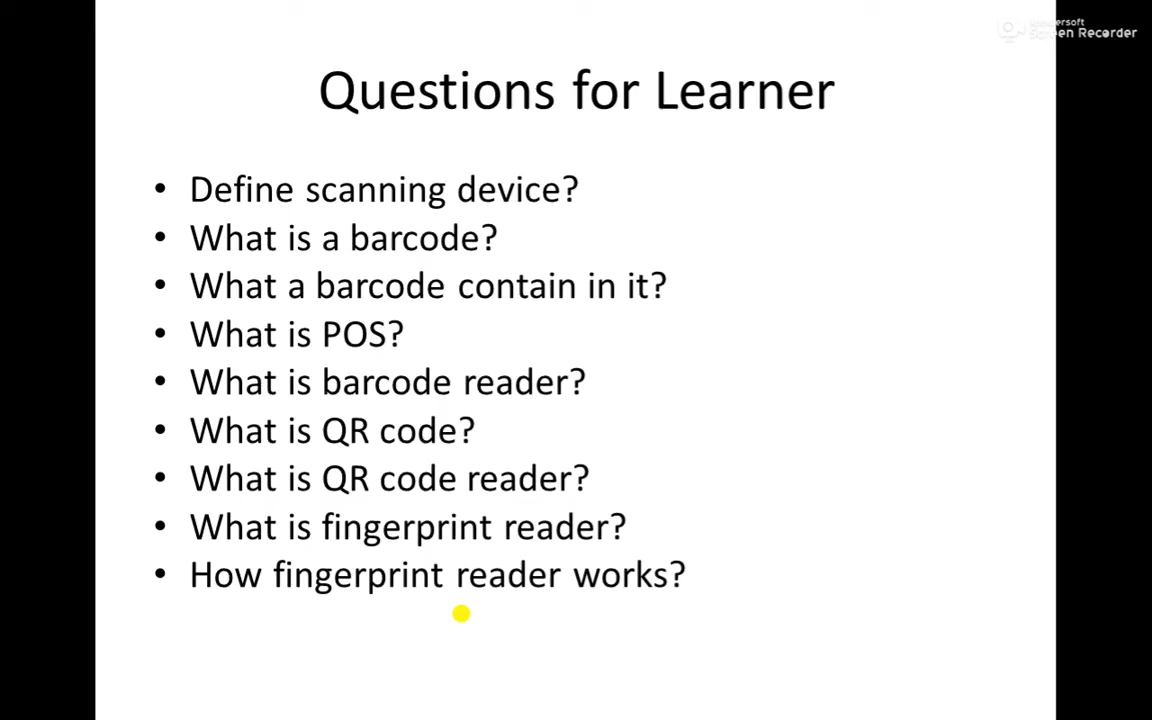 Screen Recorder
Questions for Learner
• Define scanning device?
• What is a barcode?
• What a barcode contain in it?
• What is POS?
• What is barcode reader?
• What is QR code?
• What is QR code reader?
• What is fingerprint reader?
• How fingerprint reader works?